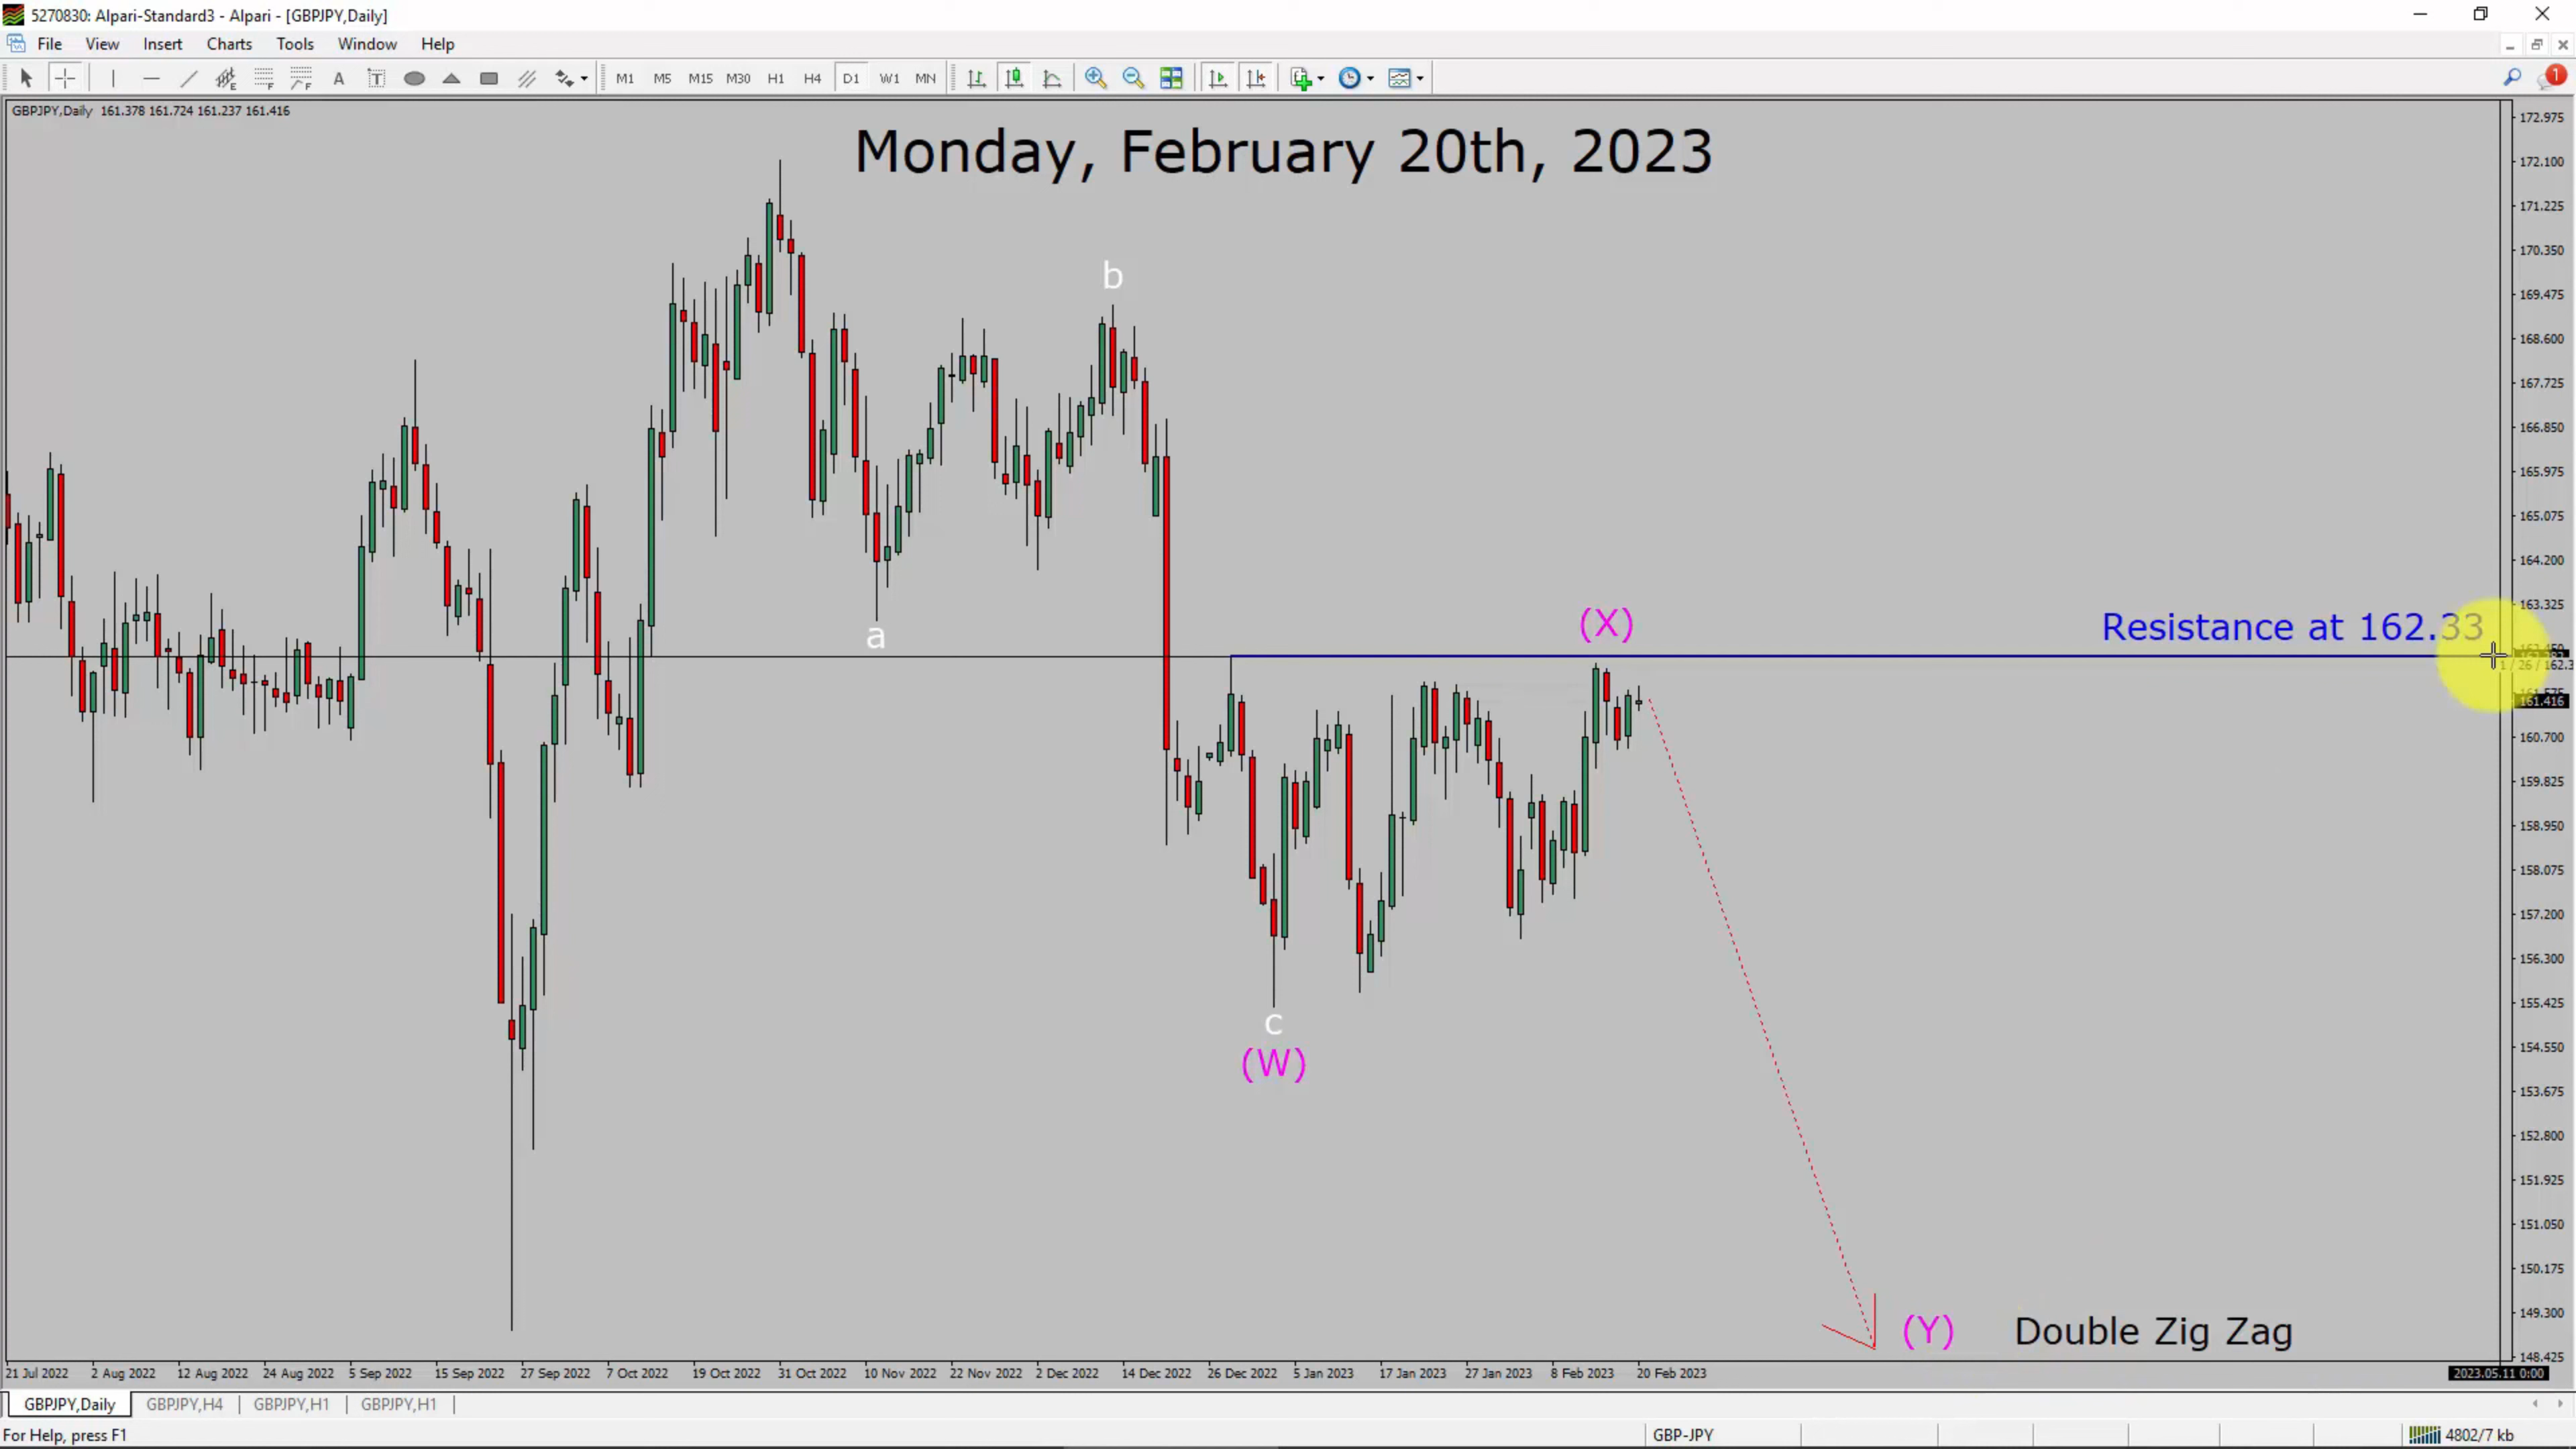 5270830: Alpari-Standard3 - Alpari - [GBPJPY,Daily]
File View Insert Charts Tools Window Help
A T M1 M5 M15 M30 H1 H4 D1 W1 MN 1
GBPJPY,Daily 161.378 161.724 161.237 161.416
Monday, February 20th, 2023
172.975
172.100
171.225
170.350
b
169.475
168.600
167.725
166.850
165.975
165.075
164.200
163.325
(X)
Resistance at 162.33
a
161.416
160.700
159.825
158.950
158.075
157.200
156.300
155.425
c
(W)
154.550
153.675
152.800
151.925
151.050
150.175
149.300
(Y) Double Zig Zag
148.425
21 Jul 2022 2 Aug 2022 12 Aug 2022 24 Aug 2022 5 Sep 2022 15 Sep 2022 27 Sep 2022 7 Oct 2022 19 Oct 2022 31 Oct 2022 10 Nov 2022 22 Nov 2022 2 Dec 2022 14 Dec 2022 26 Dec 2022 5 Jan 2023 17 Jan 2023 27 Jan 2023 8 Feb 2023 20 Feb 2023 2023.05.11 0:00
GBPJPY,Daily GBPJPY,H4 GBPJPY,H1 GBPJPY,H1
For Help, press F1 GBP-JPY 4802/7 kb